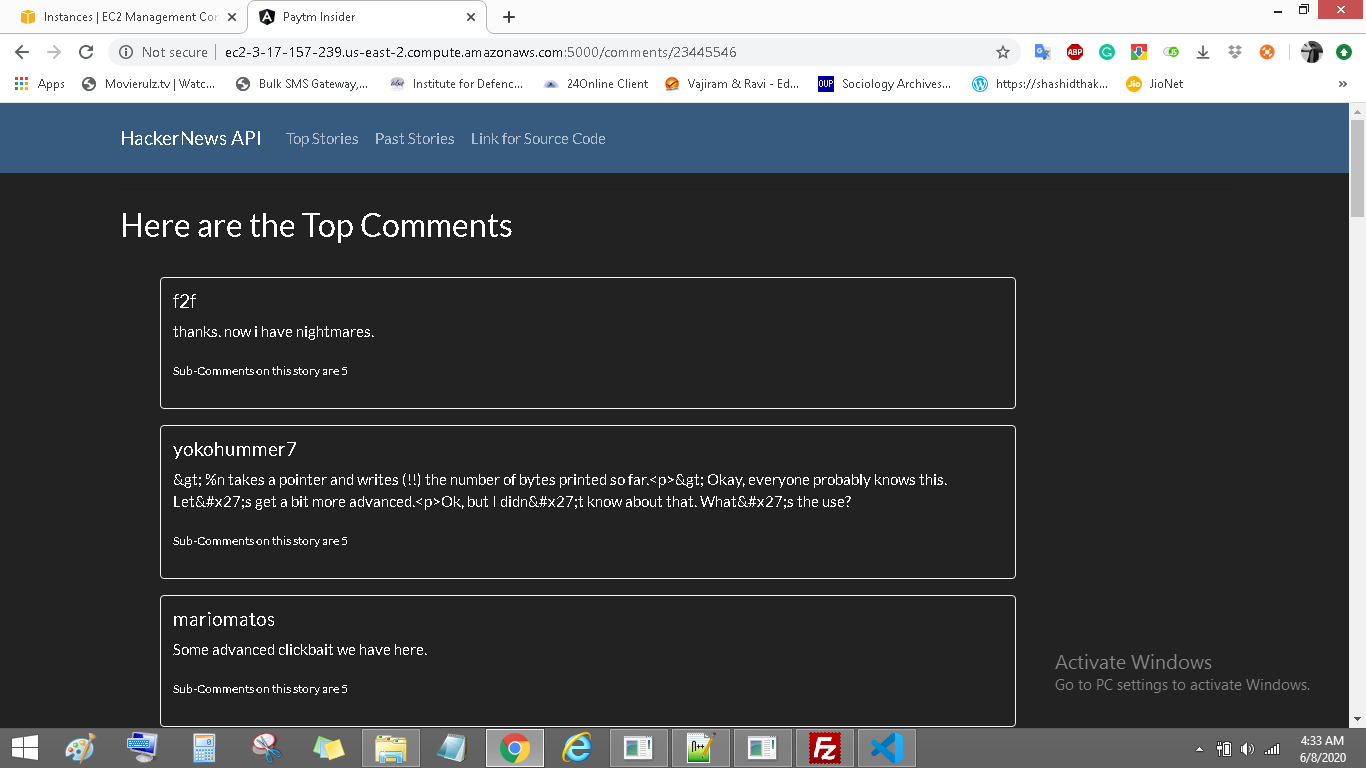 Instances | EC2 Management Con
Paytm Insider
Not secure
ec2-3-17-157-239.us-east-2.compute.amazonaws.com:5000/comments/23445546
ABP
Apps
Movierulz.tv | Watc...
Bulk SMS Gateway,...
Institute for Defenc...
24Online Client
Vajiram & Ravi - Ed...
OUP
Sociology Archives...
https://shashidthak...
Jio
JioNet
»
HackerNews API
Top Stories
Past Stories
Link for Source Code
Here are the Top Comments
f2f
thanks. now i have nightmares.
Sub-Comments on this story are 5
yokohummer7
&gt; %n takes a pointer and writes (!!) the number of bytes printed so far.<p>&gt; Okay, everyone probably knows this.
Let&#x27;s get a bit more advanced.<p>Ok, but I didn&#x27;t know about that. What&#x27;s the use?
Sub-Comments on this story are 5
mariomatos
Some advanced clickbait we have here.
Sub-Comments on this story are 5
Activate Windows
Go to PC settings to activate Windows.
Fz
4:33 AM
6/8/2020